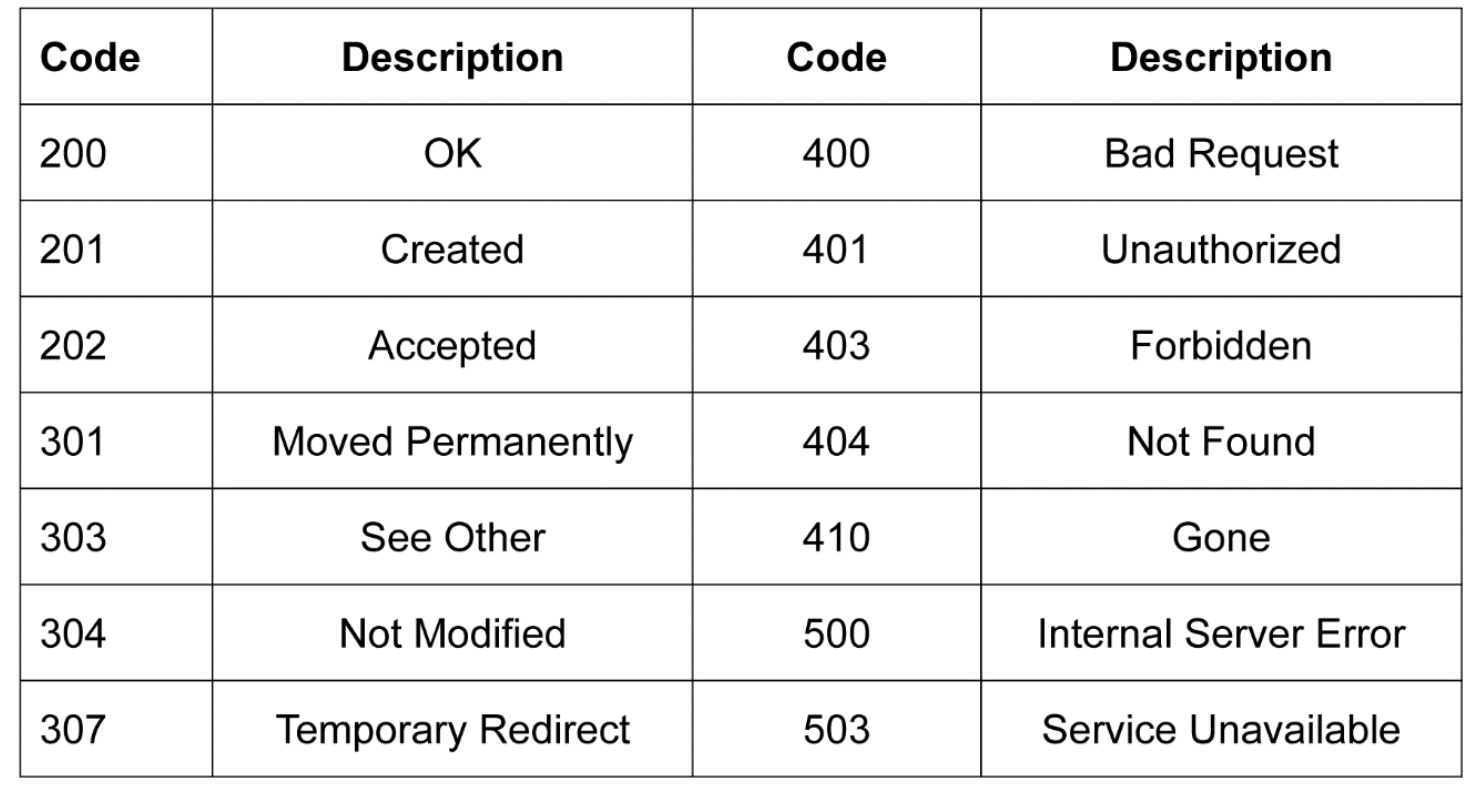 Code Description Code Description
200 OK 400 Bad Request
201 Created 401 Unauthorized
202 Accepted 403 Forbidden
301 Moved Permanently 404 Not Found
303 See Other 410 Gone
304 Not Modified 500 Internal Server Error
307 Temporary Redirect 503 Service Unavailable